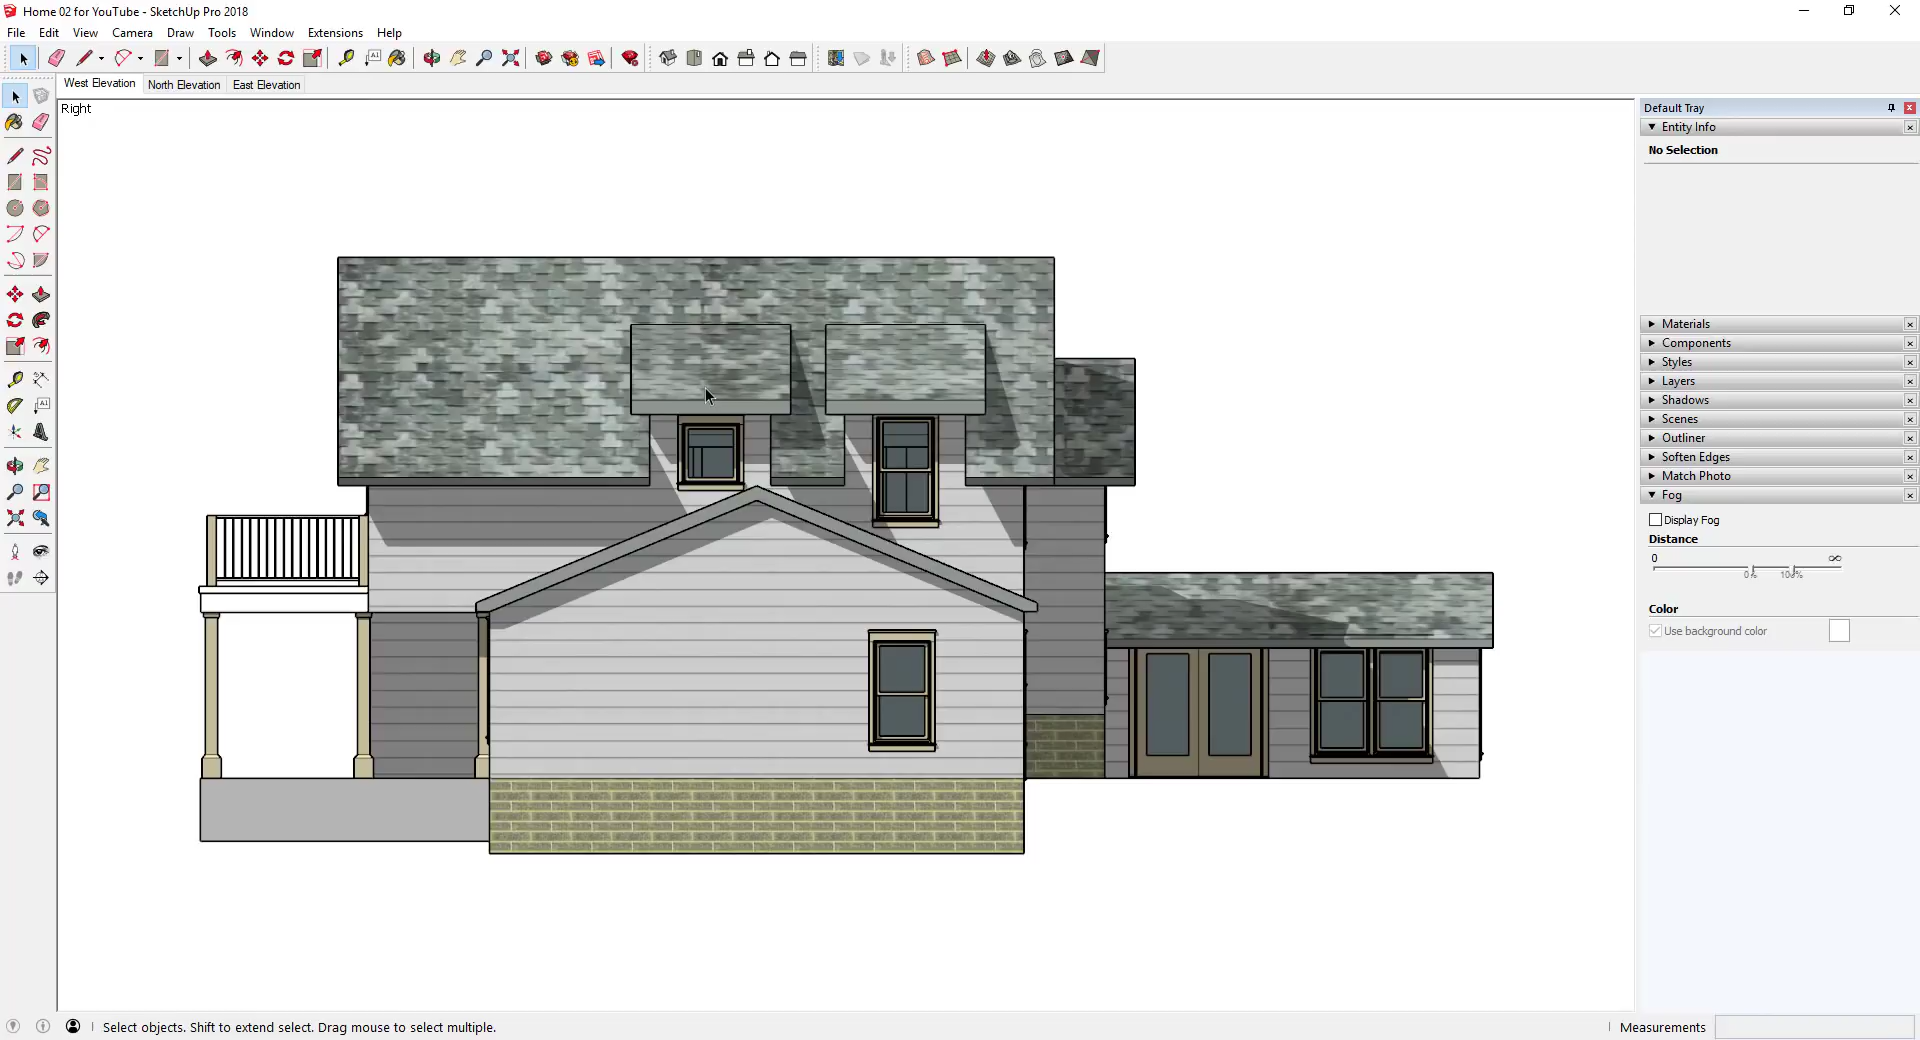 Home 02 for YouTube - SketchUp Pro 2018
File Edit View Camera Draw Tools Window Extensions Help
West Elevation North Elevation East Elevation
Right
Default Tray
Entity Info
No Selection
Materials
Components
Styles
Layers
Shadows
Scenes
Outliner
Soften Edges
Match Photo
Fog
Display Fog
Distance
0 ∞
0% 100%
Color
Use background color
Select objects. Shift to extend select. Drag mouse to select multiple.
Measurements